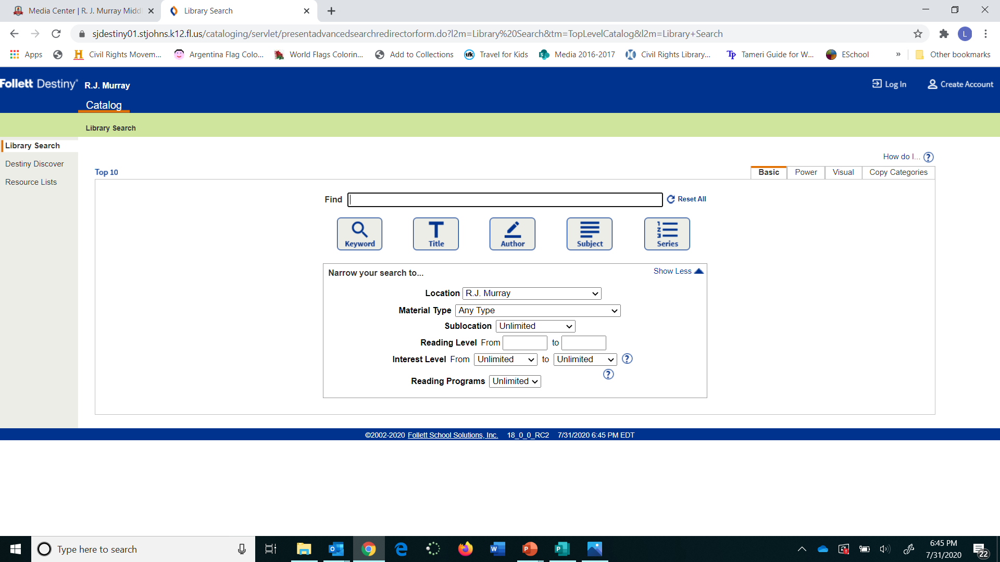 Media Center | R. J. Murray Midd
Library Search
sjdestiny01.stjohns.k12.fl.us/cataloging/servlet/presentadvancedsearchredirectorform.do?l2m=Library%20Search&tm=TopLevelCatalog&l2m=Library+Search
L
Apps
H Civil Rights Movem...
Argentina Flag Colo...
World Flags Colorin...
Add to Collections
tfk Travel for Kids
S Media 2016-2017
Civil Rights Library...
TP Tameri Guide for W...
ESchool
»
Other bookmarks
Follett Destiny® R.J. Murray
Log In
Create Account
Catalog
Library Search
Library Search
Destiny Discover
Resource Lists
How do I... ?
Top 10
Basic Power Visual Copy Categories
Find
Reset All
Keyword
T Title
Author
Subject
1 2 3 Series
Narrow your search to...
Show Less
Location R.J. Murray
Material Type Any Type
Sublocation Unlimited
Reading Level From to
Interest Level From Unlimited to Unlimited ?
?
Reading Programs Unlimited
©2002-2020 Follett School Solutions, Inc. 18_0_0_RC2 7/31/2020 6:45 PM EDT
Type here to search
O
W
P
P
6:45 PM
7/31/2020
22